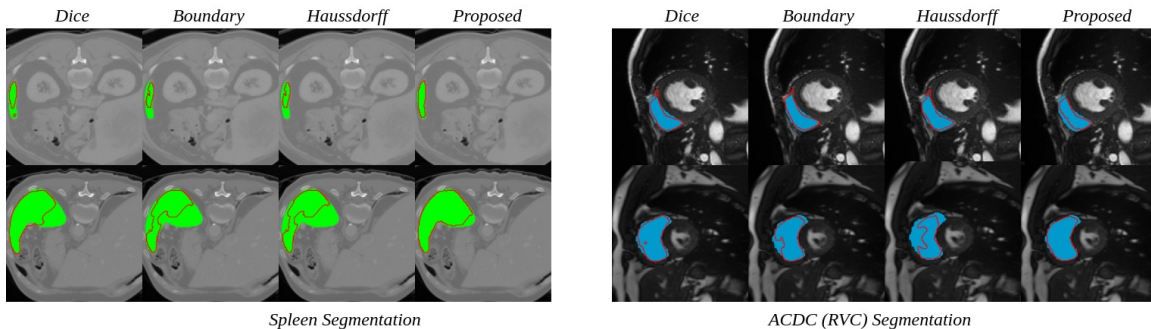 Dice Boundary Haussdorff Proposed Dice Boundary Haussdorff Proposed
Spleen Segmentation ACDC (RVC) Segmentation